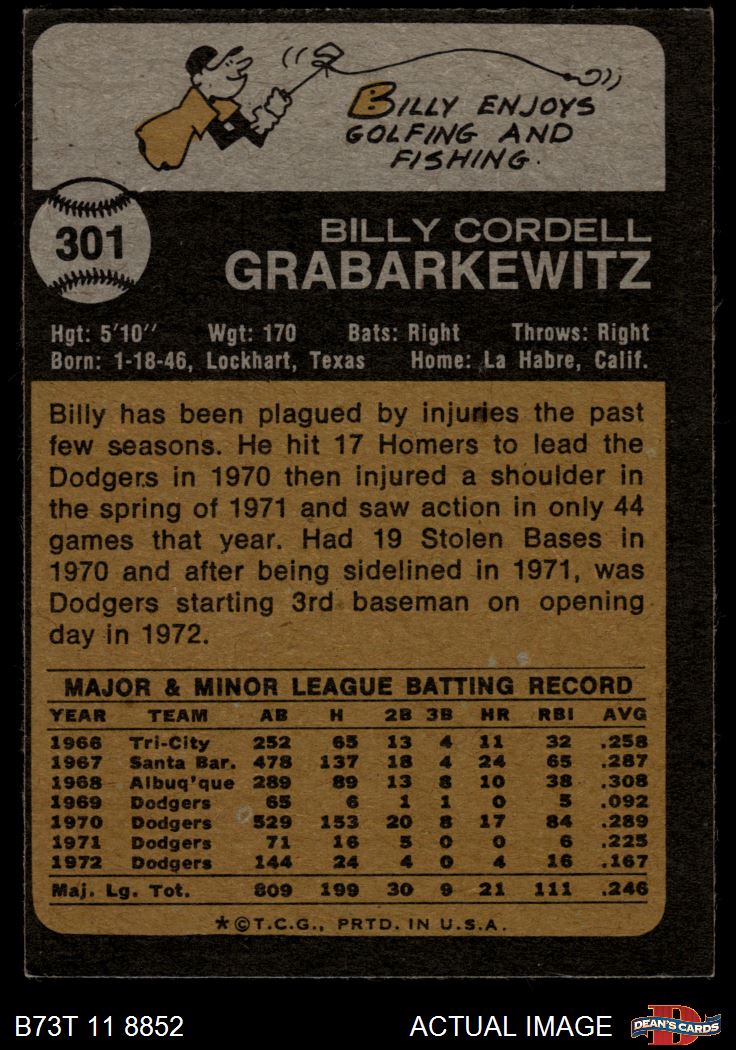 BILLY ENJOYS
GOLFING AND
FISHING.
301
BILLY CORDELL
GRABARKEWITZ
Hgt: 5'10" Wgt: 170 Bats: Right Throws: Right
Born: 1-18-46, Lockhart, Texas Home: La Habre, Calif.
Billy has been plagued by injuries the past
few seasons. He hit 17 Homers to lead the
Dodgers in 1970 then injured a shoulder in
the spring of 1971 and saw action in only 44
games that year. Had 19 Stolen Bases in
1970 and after being sidelined in 1971, was
Dodgers starting 3rd baseman on opening
day in 1972.
MAJOR & MINOR LEAGUE BATTING RECORD
YEAR TEAM AB H 2B 3B HR RBI AVG
1966 Tri-City 252 65 13 4 11 32 .258
1967 Santa Bar. 478 137 18 4 24 65 .287
1968 Albuq'que 289 89 13 8 10 38 .308
1969 Dodgers 65 6 1 1 0 5 .092
1970 Dodgers 529 153 20 8 17 84 .289
1971 Dodgers 71 16 5 0 0 6 .225
1972 Dodgers 144 24 4 0 4 16 .167
Maj. Lg. Tot. 809 199 30 9 21 111 .246
*©T.C.G., PRTD. IN U.S.A.
B73T 11 8852 ACTUAL IMAGE D DEAN'S CARDS